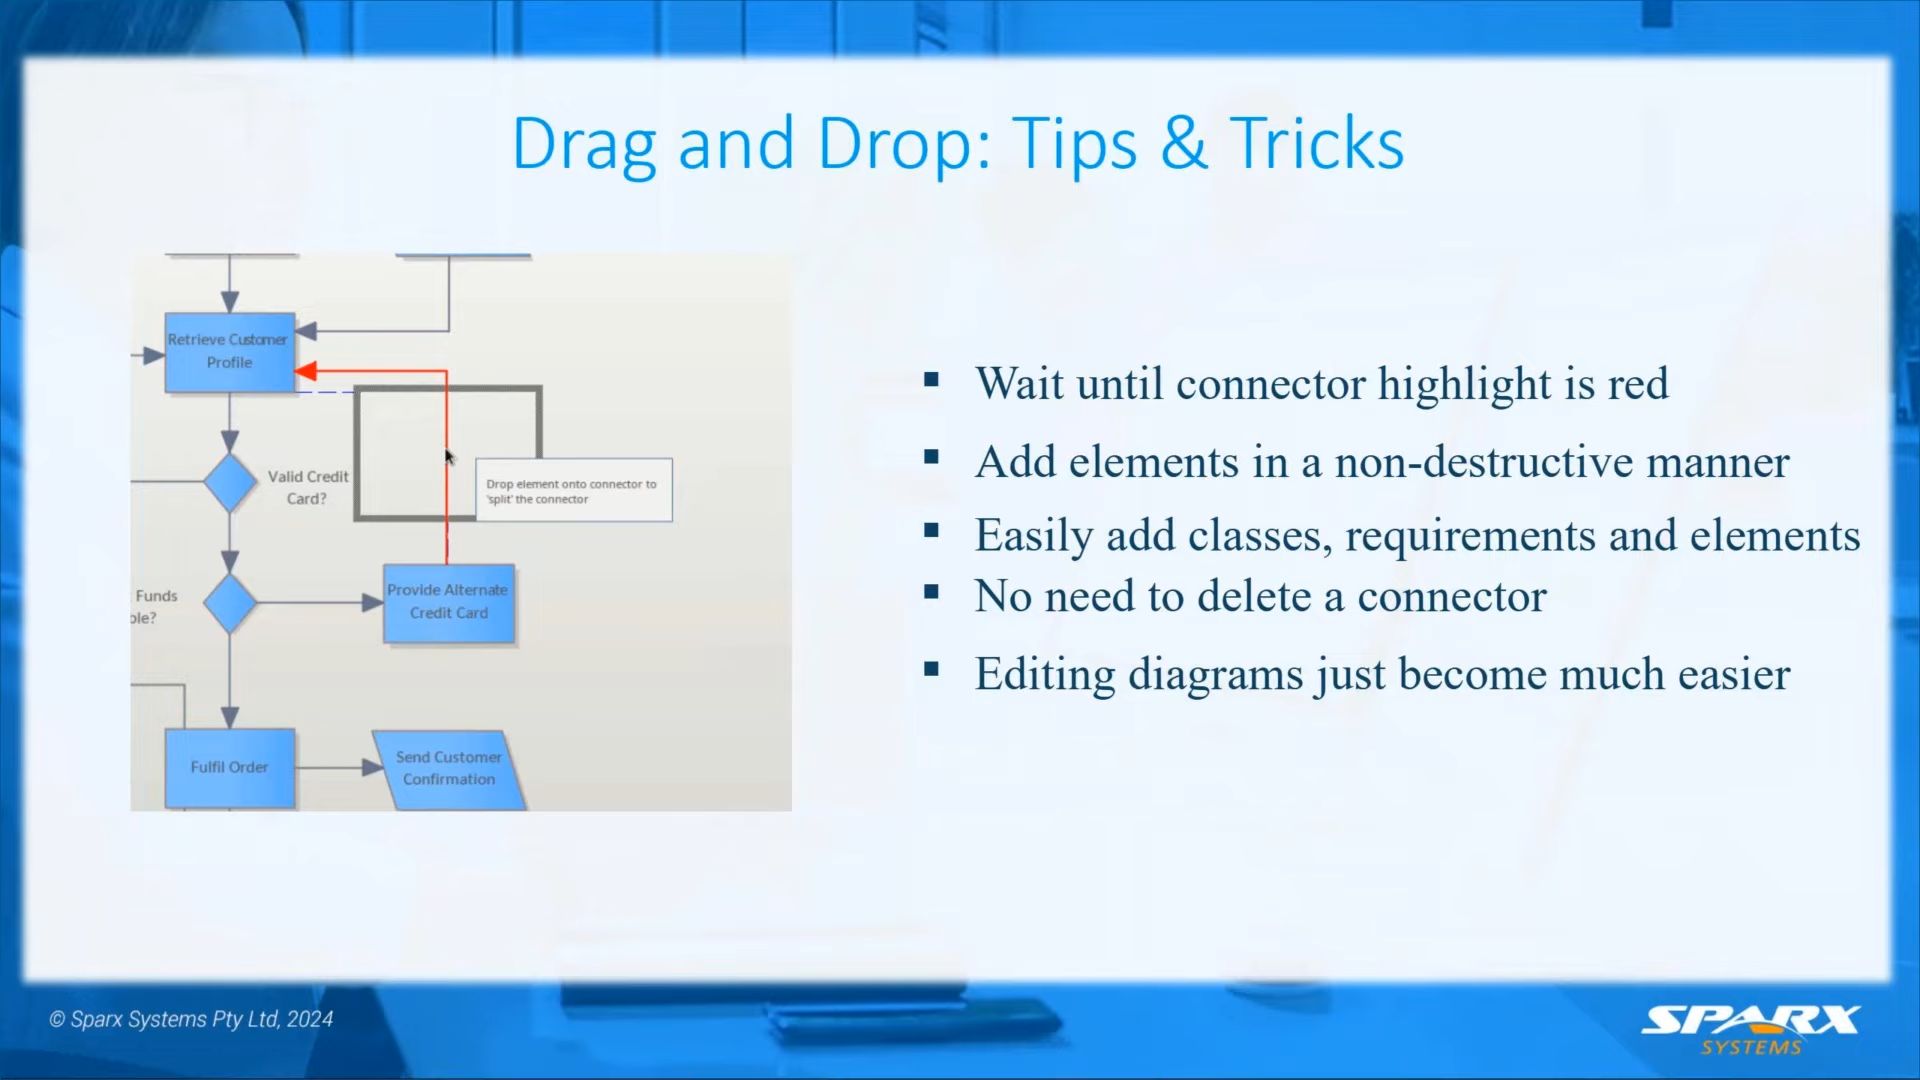 Drag and Drop: Tips & Tricks
Retrieve Customer
Profile
Valid Credit
Card?
Drop element onto connector to
'split' the connector
Funds
ble?
Provide Alternate
Credit Card
Fulfil Order
Send Customer
Confirmation
▪ Wait until connector highlight is red
▪ Add elements in a non-destructive manner
▪ Easily add classes, requirements and elements
▪ No need to delete a connector
▪ Editing diagrams just become much easier
© Sparx Systems Pty Ltd, 2024
SPARX
SYSTEMS